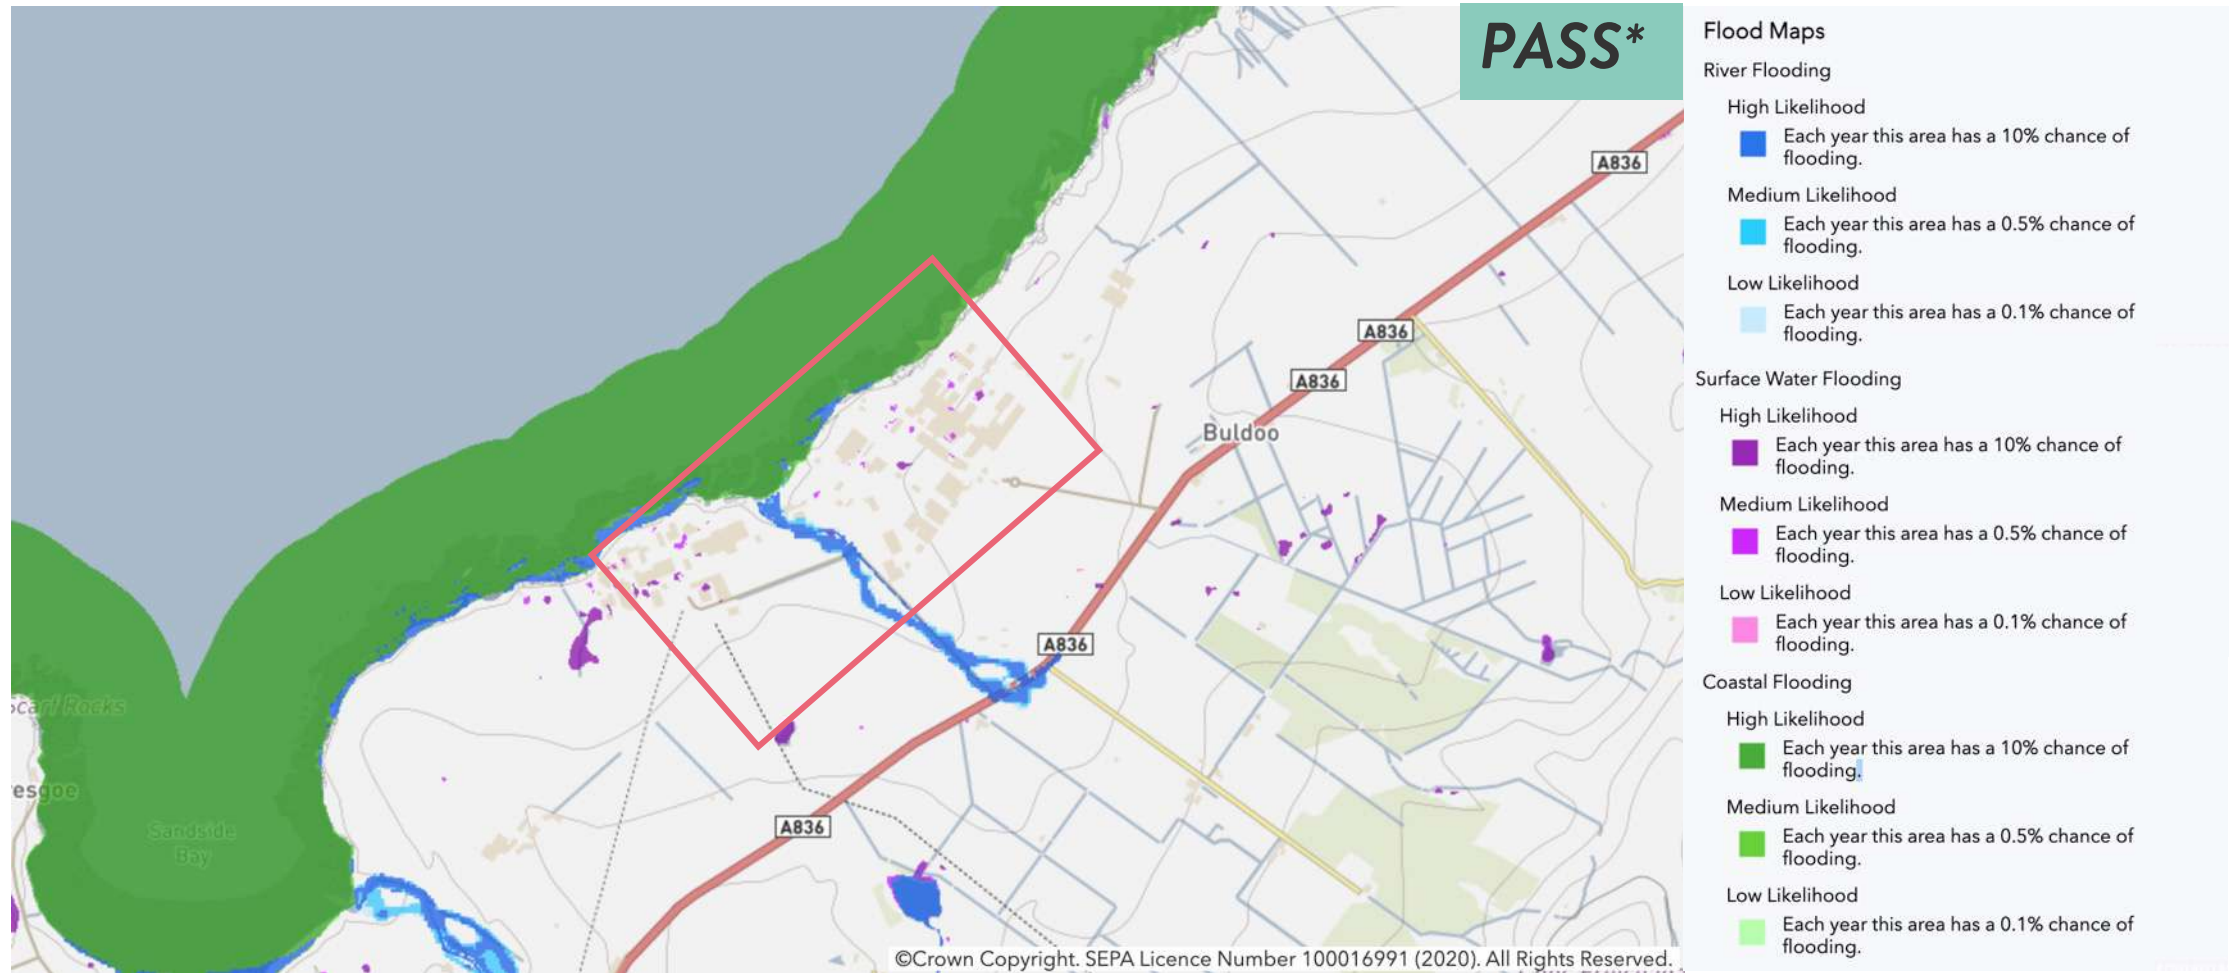 PASS*
A836
A836
A836
Buldoo
A836
Scarf Rocks
esgoe
Sandside
Bay
A836
©Crown Copyright. SEPA Licence Number 100016991 (2020). All Rights Reserved.
Flood Maps
River Flooding
High Likelihood
Each year this area has a 10% chance of
flooding.
Medium Likelihood
Each year this area has a 0.5% chance of
flooding.
Low Likelihood
Each year this area has a 0.1% chance of
flooding.
Surface Water Flooding
High Likelihood
Each year this area has a 10% chance of
flooding.
Medium Likelihood
Each year this area has a 0.5% chance of
flooding.
Low Likelihood
Each year this area has a 0.1% chance of
flooding.
Coastal Flooding
High Likelihood
Each year this area has a 10% chance of
flooding.
Medium Likelihood
Each year this area has a 0.5% chance of
flooding.
Low Likelihood
Each year this area has a 0.1% chance of
flooding.